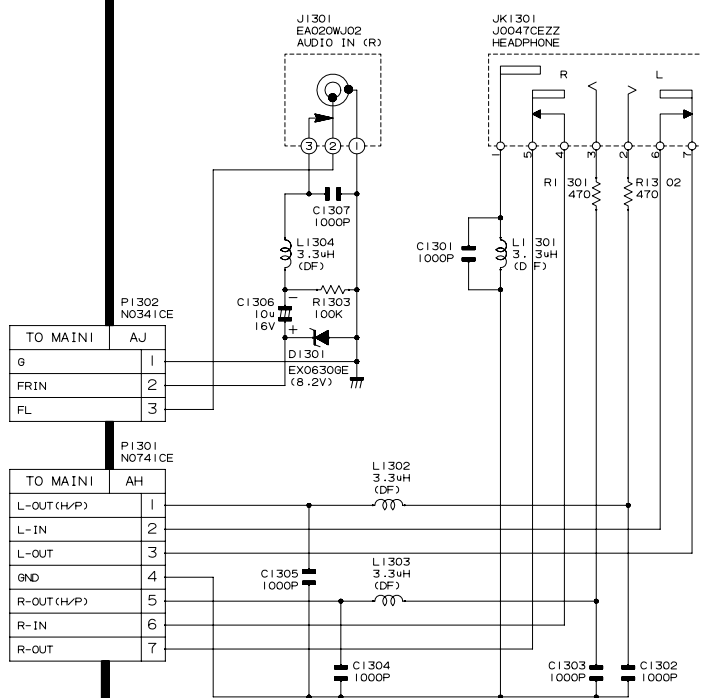 J1301
EA020WJ02
AUDIO IN (R)
JK1301
J0047CEZZ
HEADPHONE
R
L
3
2
1
1
5
4
3
2
6
7
R1301
470
R1302
470
C1307
1000P
L1304
3.3uH
(DF)
C1301
1000P
L1301
3.3uH
(DF)
P1302
N0341CE
C1306
10u
16V
−
+
R1303
100K
D1301
EX0630GE
(8.2V)
TO MAIN1
AJ
G
1
FRIN
2
FL
3
P1301
N0741CE
TO MAIN1
AH
L-OUT(H/P)
1
L-IN
2
L-OUT
3
GND
4
R-OUT(H/P)
5
R-IN
6
R-OUT
7
L1302
3.3uH
(DF)
C1305
1000P
L1303
3.3uH
(DF)
C1304
1000P
C1303
1000P
C1302
1000P